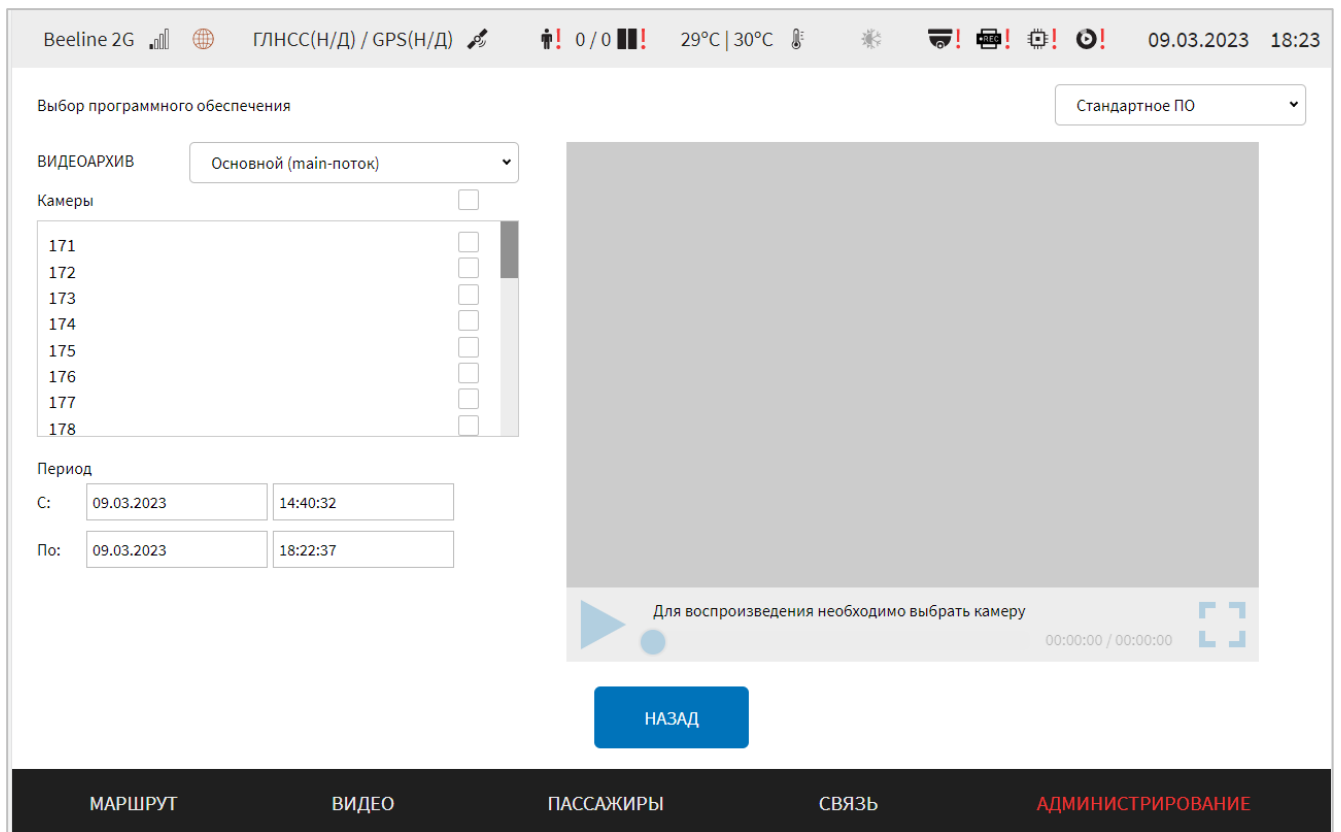 Beeline 2G ГЛНСС(Н/Д) / GPS(Н/Д) ! 0 / 0 ! 29°C | 30°C ! REC ! ! ! 09.03.2023 18:23
Выбор программного обеспечения Стандартное ПО
ВИДЕОАРХИВ Основной (main-поток)
Камеры
171
172
173
174
175
176
177
178
Период
С: 09.03.2023 14:40:32
По: 09.03.2023 18:22:37
Для воспроизведения необходимо выбрать камеру
00:00:00 / 00:00:00
НАЗАД
МАРШРУТ ВИДЕО ПАССАЖИРЫ СВЯЗЬ АДМИНИСТРИРОВАНИЕ